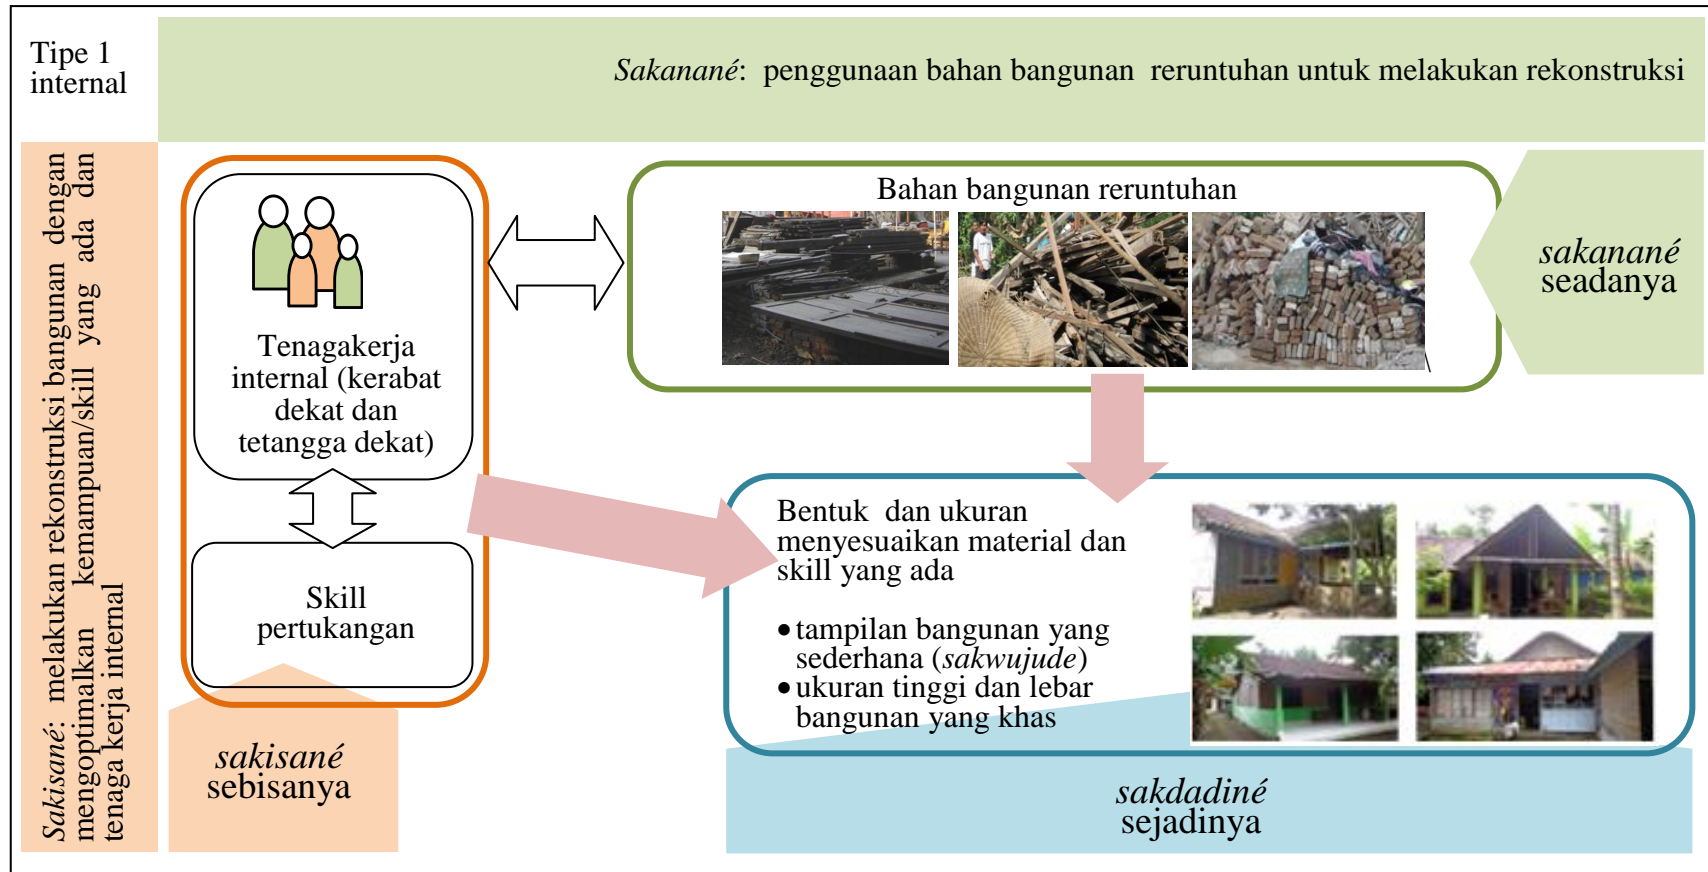 Tipe 1
internal
Sakanané: penggunaan bahan bangunan reruntuhan untuk melakukan rekonstruksi
Sakisané: melakukan rekonstruksi bangunan dengan
mengoptimalkan kemampuan/skill yang ada dan
tenaga kerja internal
Tenagakerja
internal (kerabat
dekat dan
tetangga dekat)
Skill
pertukangan
sakisané
sebisanya
Bahan bangunan reruntuhan
sakanané
seadanya
Bentuk dan ukuran
menyesuaikan material dan
skill yang ada
• tampilan bangunan yang
sederhana (sakwujude)
• ukuran tinggi dan lebar
bangunan yang khas
sakdadiné
sejadinya